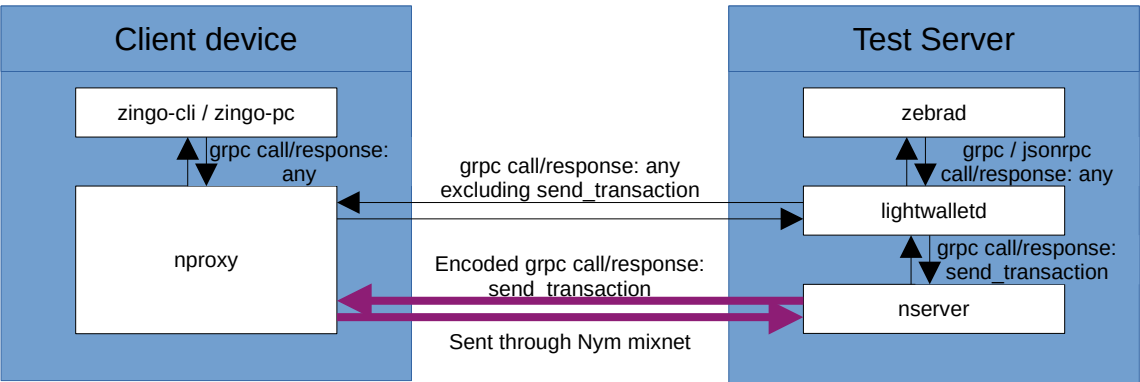 Client device
Test Server
zingo-cli / zingo-pc
zebrad
grpc call/response:
any
grpc call/response: any
excluding send_transaction
grpc / jsonrpc
call/response: any
lightwalletd
nproxy
grpc call/response:
send_transaction
Encoded grpc call/response:
send_transaction
nserver
Sent through Nym mixnet